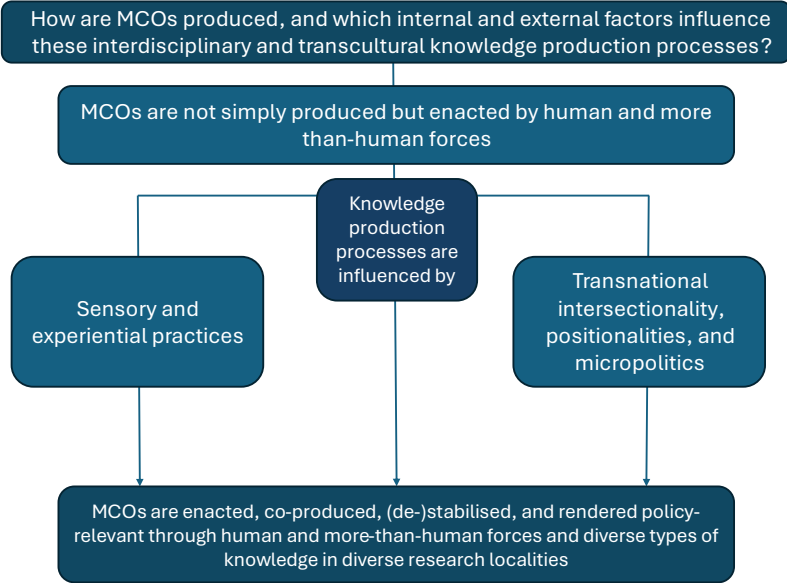 How are MCOs produced, and which internal and external factors influence
these interdisciplinary and transcultural knowledge production processes?
MCOs are not simply produced but enacted by human and more
than-human forces
Knowledge
production
processes are
influenced by
Sensory and
experiential practices
Transnational
intersectionality,
positionalities, and
micropolitics
MCOs are enacted, co-produced, (de-)stabilised, and rendered policy-
relevant through human and more-than-human forces and diverse types of
knowledge in diverse research localities